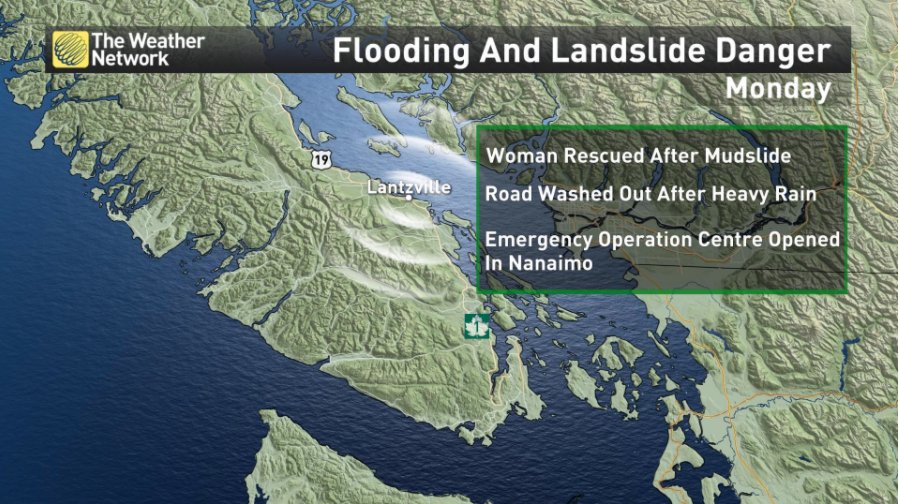 The Weather
Network
Flooding And Landslide Danger
Monday
19
Lantzville
Woman Rescued After Mudslide
Road Washed Out After Heavy Rain
Emergency Operation Centre Opened
In Nanaimo
1